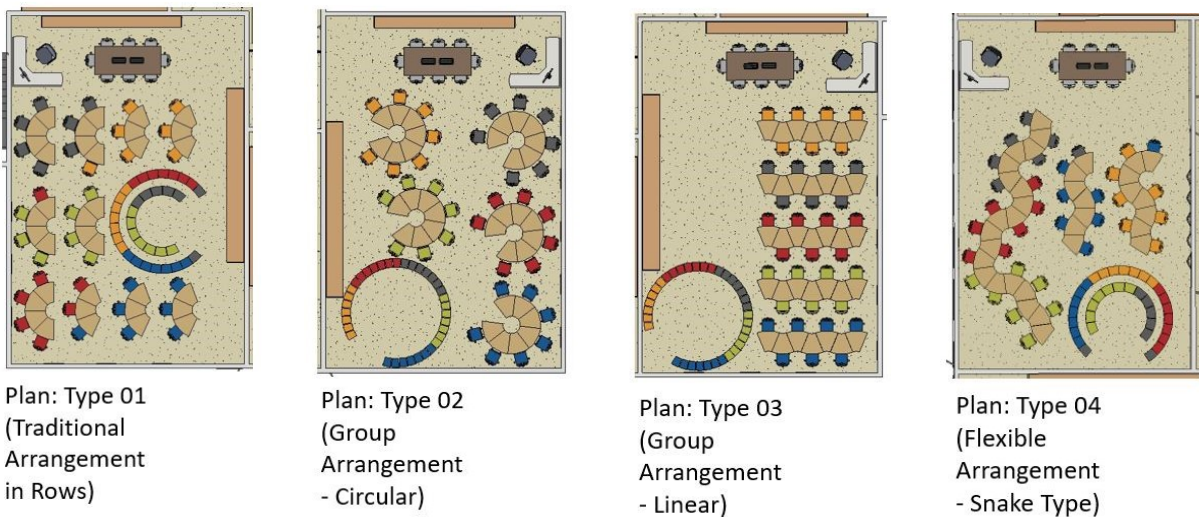 Plan: Type 01
(Traditional
Arrangement
in Rows)
Plan: Type 02
(Group
Arrangement
- Circular)
Plan: Type 03
(Group
Arrangement
- Linear)
Plan: Type 04
(Flexible
Arrangement
- Snake Type)